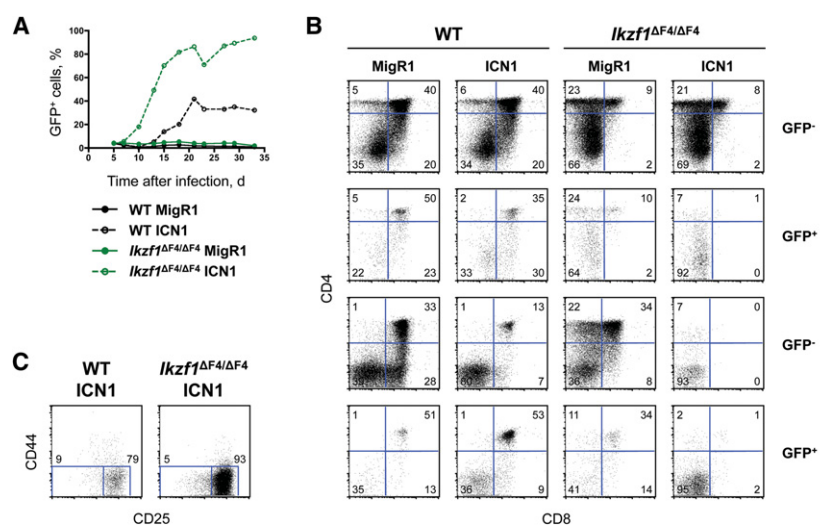 A
100
80
60
40
20
0
GFP+ cells, %
0 5 10 15 20 25 30 35
Time after infection, d
WT MigR1
WT ICN1
Ikzf1ΔF4/ΔF4 MigR1
Ikzf1ΔF4/ΔF4 ICN1
B
WT Ikzf1ΔF4/ΔF4
MigR1 ICN1 MigR1 ICN1
5 40 6 40 23 9 21 8
GFP-
35 20 34 20 66 2 69 2
5 50 2 35 24 10 7 1
GFP+
22 23 33 30 64 2 92 0
1 33 1 13 22 34 7 0
GFP-
28 60 7 36 8 93 0
1 51 1 53 11 34 2 1
GFP+
35 13 36 9 41 14 95 2
CD4
CD8
C
WT Ikzf1ΔF4/ΔF4
ICN1 ICN1
9 79 5 93
CD44
CD25